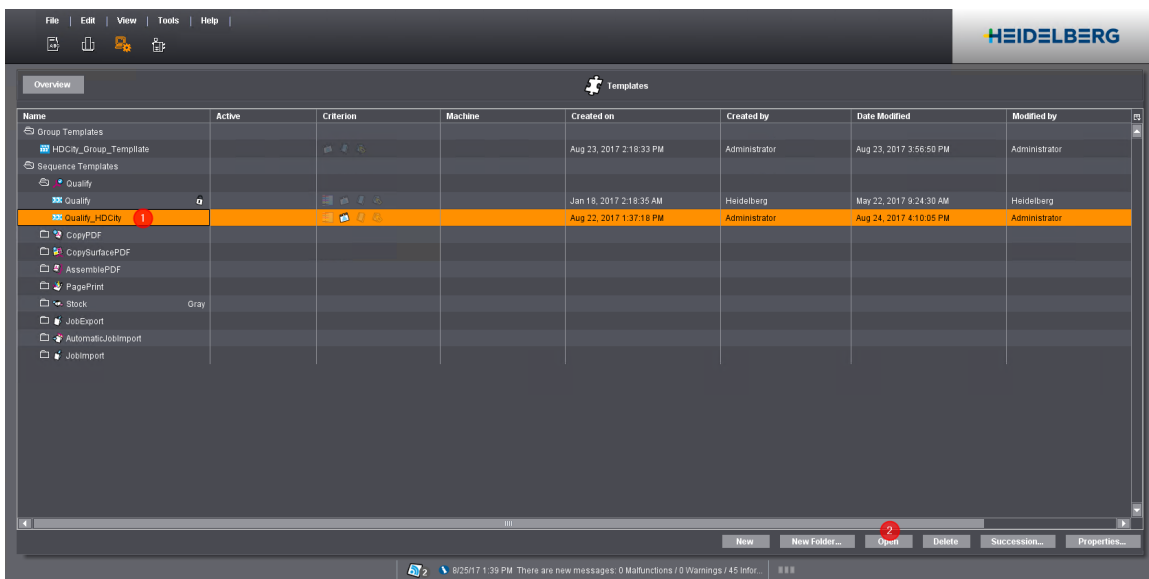 File | Edit | View | Tools | Help |
HEIDELBERG
Overview
Templates
Name Active Criterion Machine Created on Created by Date Modified Modified by
Group Templates
HDCity_Group_Templlate Aug 23, 2017 2:18:33 PM Administrator Aug 23, 2017 3:56:50 PM Administrator
Sequence Templates
Qualify
Qualify Jan 18, 2017 2:18:35 AM Heidelberg May 22, 2017 9:24:30 AM Heidelberg
Qualify_HDCity 1 Aug 22, 2017 1:37:18 PM Administrator Aug 24, 2017 4:10:05 PM Administrator
CopyPDF
CopySurfacePDF
AssemblePDF
PagePrint
Stock Gray
JobExport
AutomaticJobImport
JobImport
2
New New Folder... Open Delete Succession... Properties...
2 8/25/17 1:39 PM There are new messages: 0 Malfunctions / 0 Warnings / 45 Infor...